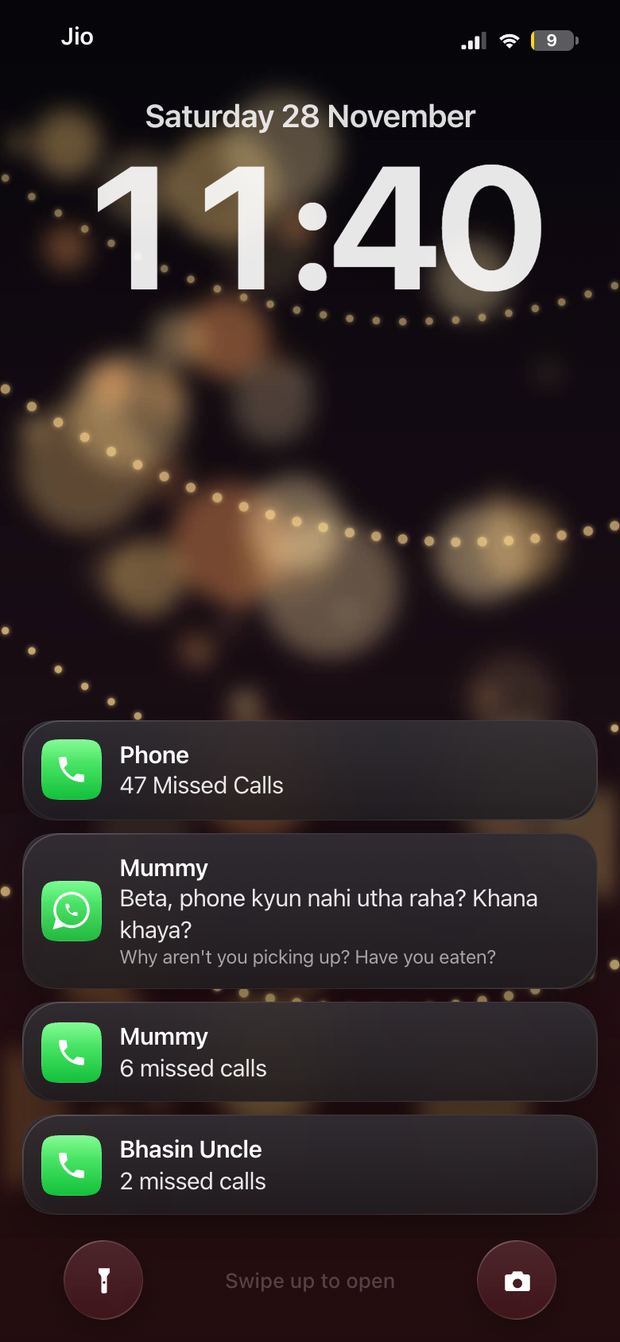 Jio
9
Saturday 28 November
11:40
Phone
47 Missed Calls
Mummy
Beta, phone kyun nahi utha raha? Khana
khaya?
Why aren't you picking up? Have you eaten?
Mummy
6 missed calls
Bhasin Uncle
2 missed calls
Swipe up to open